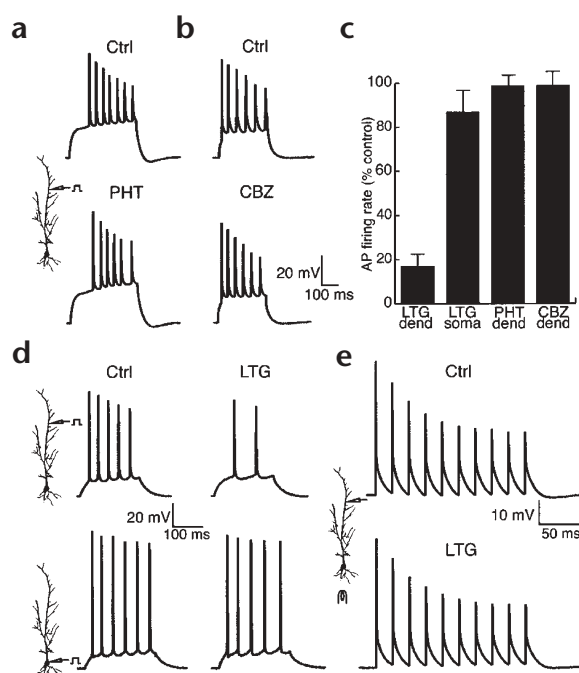 a
b
c
Ctrl
Ctrl
PHT
CBZ
20 mV
100 ms
AP firing rate (% control)
100
80
60
40
20
0
LTG dend
LTG soma
PHT dend
CBZ dend
d
e
Ctrl
LTG
Ctrl
20 mV
100 ms
10 mV
50 ms
LTG